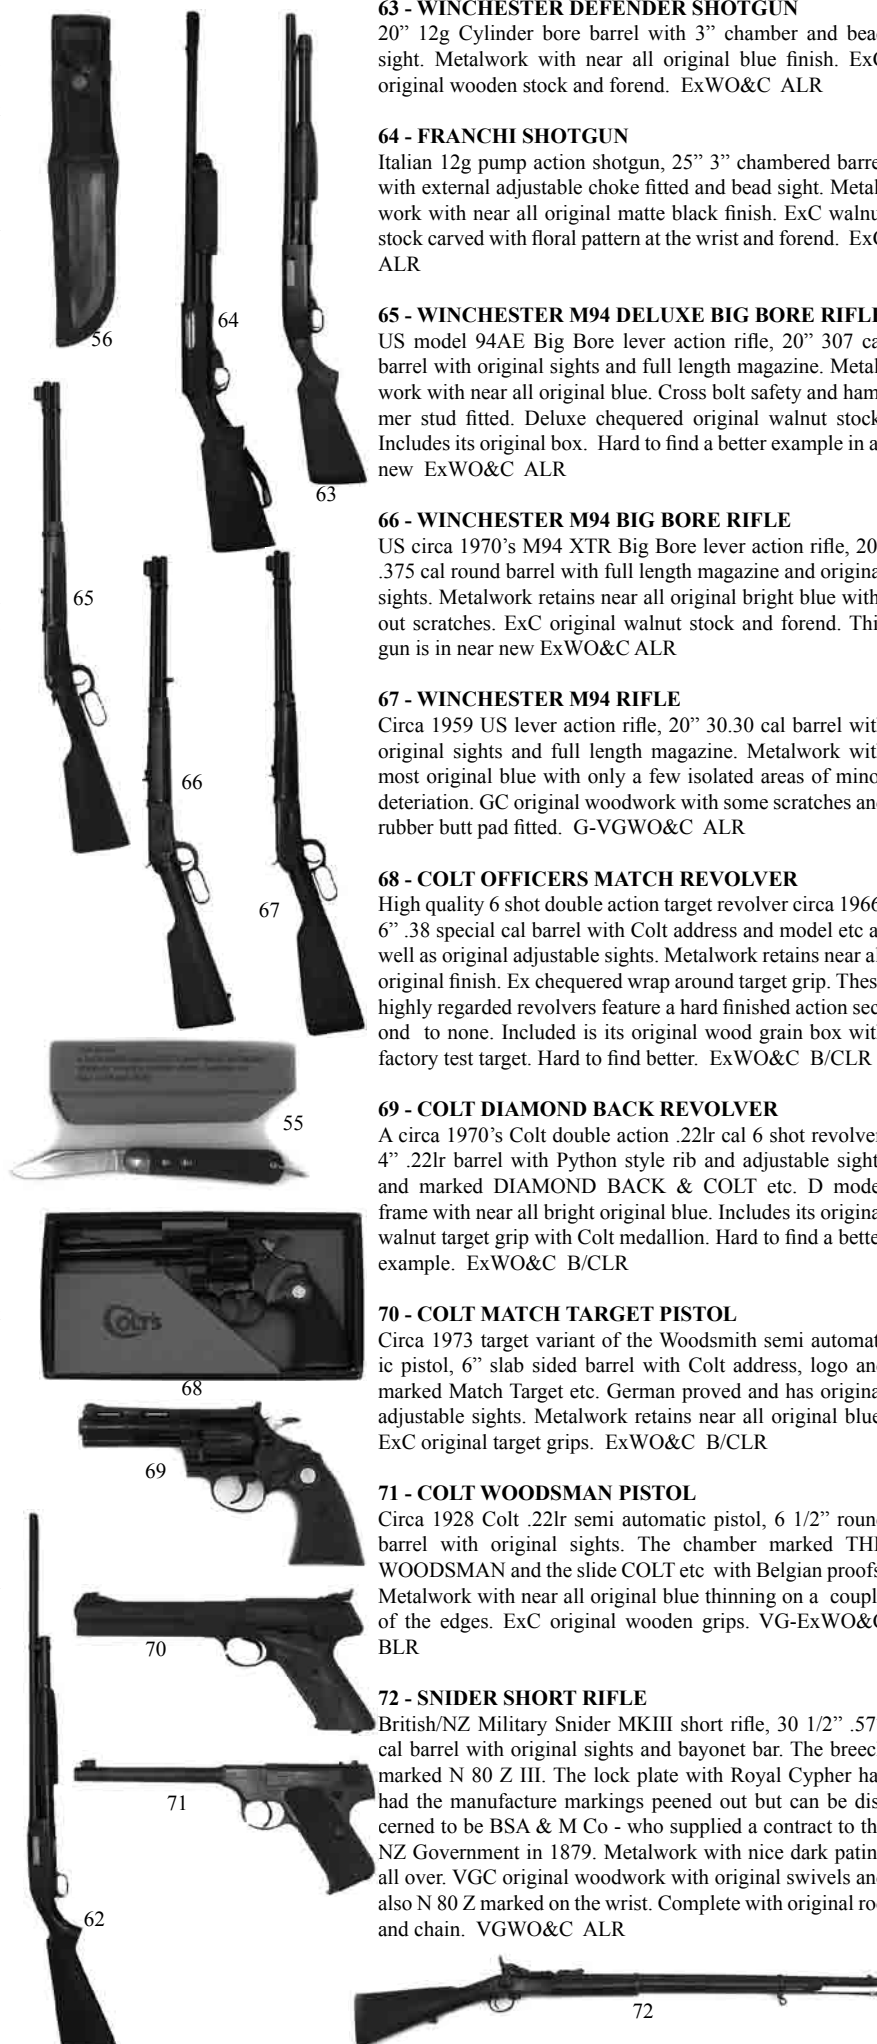 63 - WINCHESTER DEFENDER SHOTGUN
20” 12g Cylinder bore barrel with 3” chamber and bead
sight. Metalwork with near all original blue finish. ExC
original wooden stock and forend. ExWO&C ALR
64 - FRANCHI SHOTGUN
Italian 12g pump action shotgun, 25” 3” chambered barre
with external adjustable choke fitted and bead sight. Metal
work with near all original matte black finish. ExC walnu
stock carved with floral pattern at the wrist and forend. ExC
ALR
65 - WINCHESTER M94 DELUXE BIG BORE RIFLE
US model 94AE Big Bore lever action rifle, 20” 307 ca
barrel with original sights and full length magazine. Metal
work with near all original blue. Cross bolt safety and ham
mer stud fitted. Deluxe chequered original walnut stock
Includes its original box. Hard to find a better example in a
new ExWO&C ALR
66 - WINCHESTER M94 BIG BORE RIFLE
US circa 1970’s M94 XTR Big Bore lever action rifle, 20
.375 cal round barrel with full length magazine and origina
sights. Metalwork retains near all original bright blue with
out scratches. ExC original walnut stock and forend. Thi
gun is in near new ExWO&C ALR
67 - WINCHESTER M94 RIFLE
Circa 1959 US lever action rifle, 20” 30.30 cal barrel with
original sights and full length magazine. Metalwork with
most original blue with only a few isolated areas of mino
deteriation. GC original woodwork with some scratches and
rubber butt pad fitted. G-VGWO&C ALR
68 - COLT OFFICERS MATCH REVOLVER
High quality 6 shot double action target revolver circa 1966
6” .38 special cal barrel with Colt address and model etc a
well as original adjustable sights. Metalwork retains near al
original finish. Ex chequered wrap around target grip. Thes
highly regarded revolvers feature a hard finished action sec
ond to none. Included is its original wood grain box with
factory test target. Hard to find better. ExWO&C B/CLR
69 - COLT DIAMOND BACK REVOLVER
A circa 1970’s Colt double action .22lr cal 6 shot revolver
4” .22lr barrel with Python style rib and adjustable sight
and marked DIAMOND BACK & COLT etc. D mode
frame with near all bright original blue. Includes its origina
walnut target grip with Colt medallion. Hard to find a bette
example. ExWO&C B/CLR
70 - COLT MATCH TARGET PISTOL
Circa 1973 target variant of the Woodsmith semi automat
ic pistol, 6” slab sided barrel with Colt address, logo and
marked Match Target etc. German proved and has origina
adjustable sights. Metalwork retains near all original blue
ExC original target grips. ExWO&C B/CLR
71 - COLT WOODSMAN PISTOL
Circa 1928 Colt .22lr semi automatic pistol, 6 1/2” round
barrel with original sights. The chamber marked THE
WOODSMAN and the slide COLT etc with Belgian proofs
Metalwork with near all original blue thinning on a coupl
of the edges. ExC original wooden grips. VG-ExWO&C
BLR
72 - SNIDER SHORT RIFLE
British/NZ Military Snider MKIII short rifle, 30 1/2” .57
cal barrel with original sights and bayonet bar. The breech
marked N 80 Z III. The lock plate with Royal Cypher ha
had the manufacture markings peened out but can be dis
cerned to be BSA & M Co - who supplied a contract to th
NZ Government in 1879. Metalwork with nice dark patin
all over. VGC original woodwork with original swivels and
also N 80 Z marked on the wrist. Complete with original ro
and chain. VGWO&C ALR
56
64
63
65
66
67
55
COLT'S
68
69
70
71
62
72